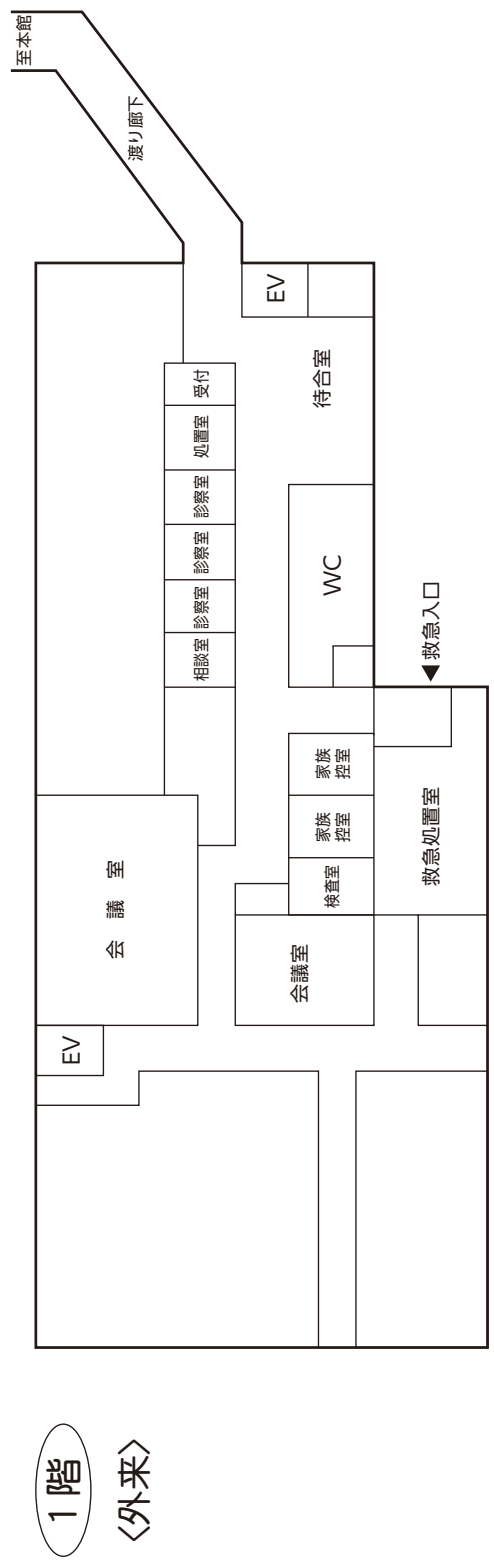 1階
〈外来〉
至本館
渡り廊下
EV
待合室
受付
処置室
診察室
診察室
診察室
相談室
WC
▲救急入口
家族
控室
家族
控室
検査室
救急処置室
会議室
会議室
EV